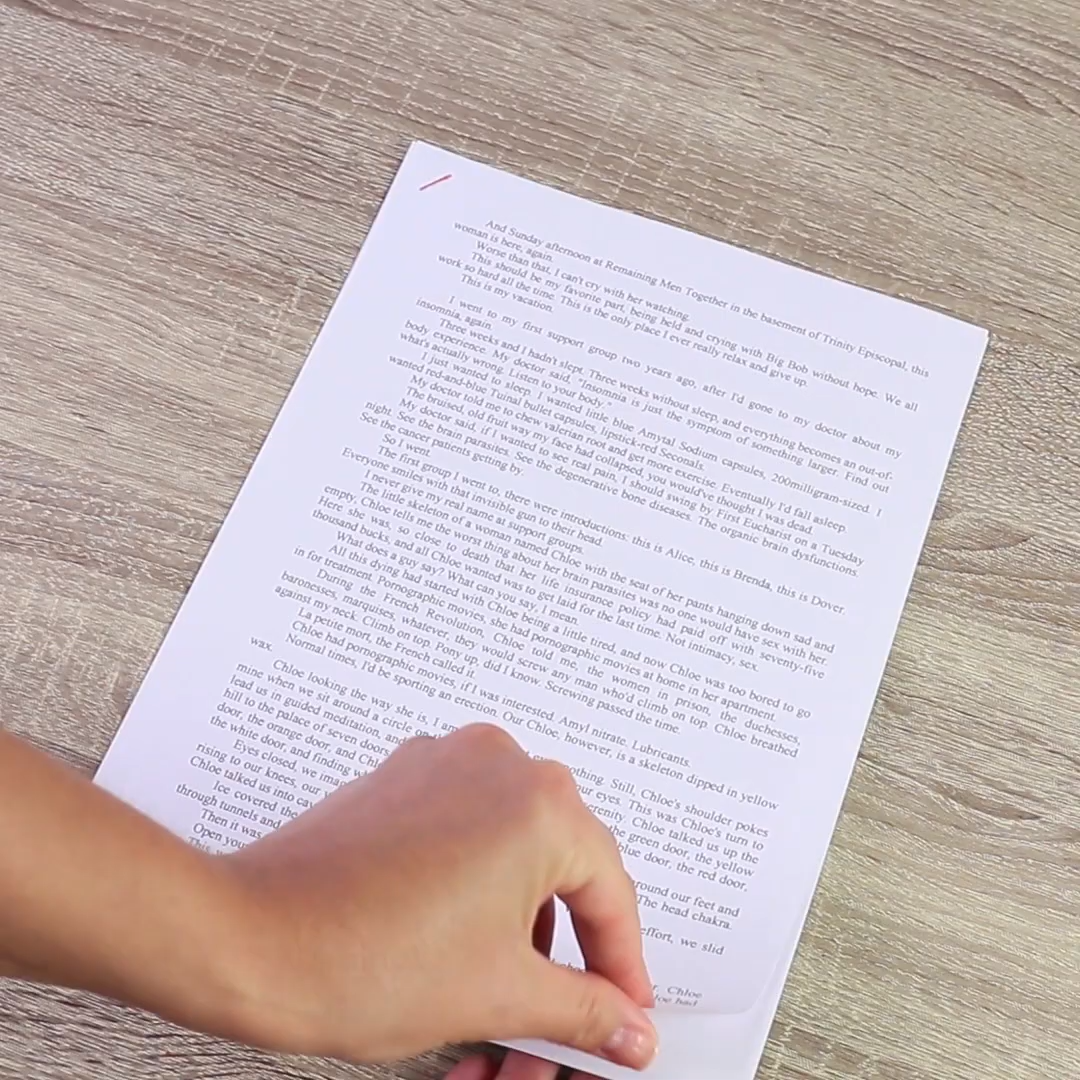 And Sunday afternoon at Remaining Men Together in the basement of Trinity Episcopal, this
woman is here, again.
Worse than that, I can't cry with her watching.
This should be my favorite part, being held and crying with Big Bob without hope. We all
work so hard all the time. This is the only place I ever really relax and give up.
This is my vacation.
I went to my first support group two years ago, after I'd gone to my doctor about my
insomnia, again.
Three weeks and I hadn't slept. Three weeks without sleep, and everything becomes an out-of-
body experience. My doctor said, "Insomnia is just the symptom of something larger. Find out
what's actually wrong. Listen to your body."
I just wanted to sleep. I wanted little blue Amytal Sodium capsules, 200milligram-sized. I
wanted red-and-blue Tuinal bullet capsules, lipstick-red Seconals.
My doctor told me to chew valerian root and get more exercise. Eventually I'd fall asleep.
The bruised, old fruit way my face had collapsed, you would've thought I was dead.
My doctor said, if I wanted to see real pain, I should swing by First Eucharist on a Tuesday
night. See the brain parasites. See the degenerative bone diseases. The organic brain dysfunctions.
See the cancer patients getting by.
So I went.
The first group I went to, there were introductions: this is Alice, this is Brenda, this is Dover.
Everyone smiles with that invisible gun to their head.
I never give my real name at support groups.
The little skeleton of a woman named Chloe with the seat of her pants hanging down sad and
empty, Chloe tells me the worst thing about her brain parasites was no one would have sex with her.
Here she was, so close to death that her life insurance policy had paid off with seventy-five
thousand bucks, and all Chloe wanted was to get laid for the last time. Not intimacy, sex.
What does a guy say? What can you say, I mean.
All this dying had started with Chloe being a little tired, and now Chloe was too bored to go
in for treatment. Pornographic movies, she had pornographic movies at home in her apartment.
During the French Revolution, Chloe told me, the women in prison, the duchesses,
baronesses, marquises, whatever, they would screw any man who'd climb on top. Chloe breathed
against my neck. Climb on top. Pony up, did I know. Screwing passed the time.
La petite mort, the French called it.
Chloe had pornographic movies, if I was interested. Amyl nitrate. Lubricants.
Normal times, I'd be sporting an erection. Our Chloe, however, is a skeleton dipped in yellow
wax.
Chloe looking the way she is, I am nothing. Still, Chloe's shoulder pokes
mine when we sit around a circle on our eyes. This was Chloe's turn to
lead us in guided meditation, and serenity. Chloe talked us up the
hill to the palace of seven doors. the green door, the yellow
door, the orange door, and Chl blue door, the red door,
the white door, and finding w
Eyes closed, we imag around our feet and
rising to our knees, our The head chakra.
Chloe talked us into ca
Ice covered the effort, we slid
through tunnels and
Then it was
Open your Chloe
This had